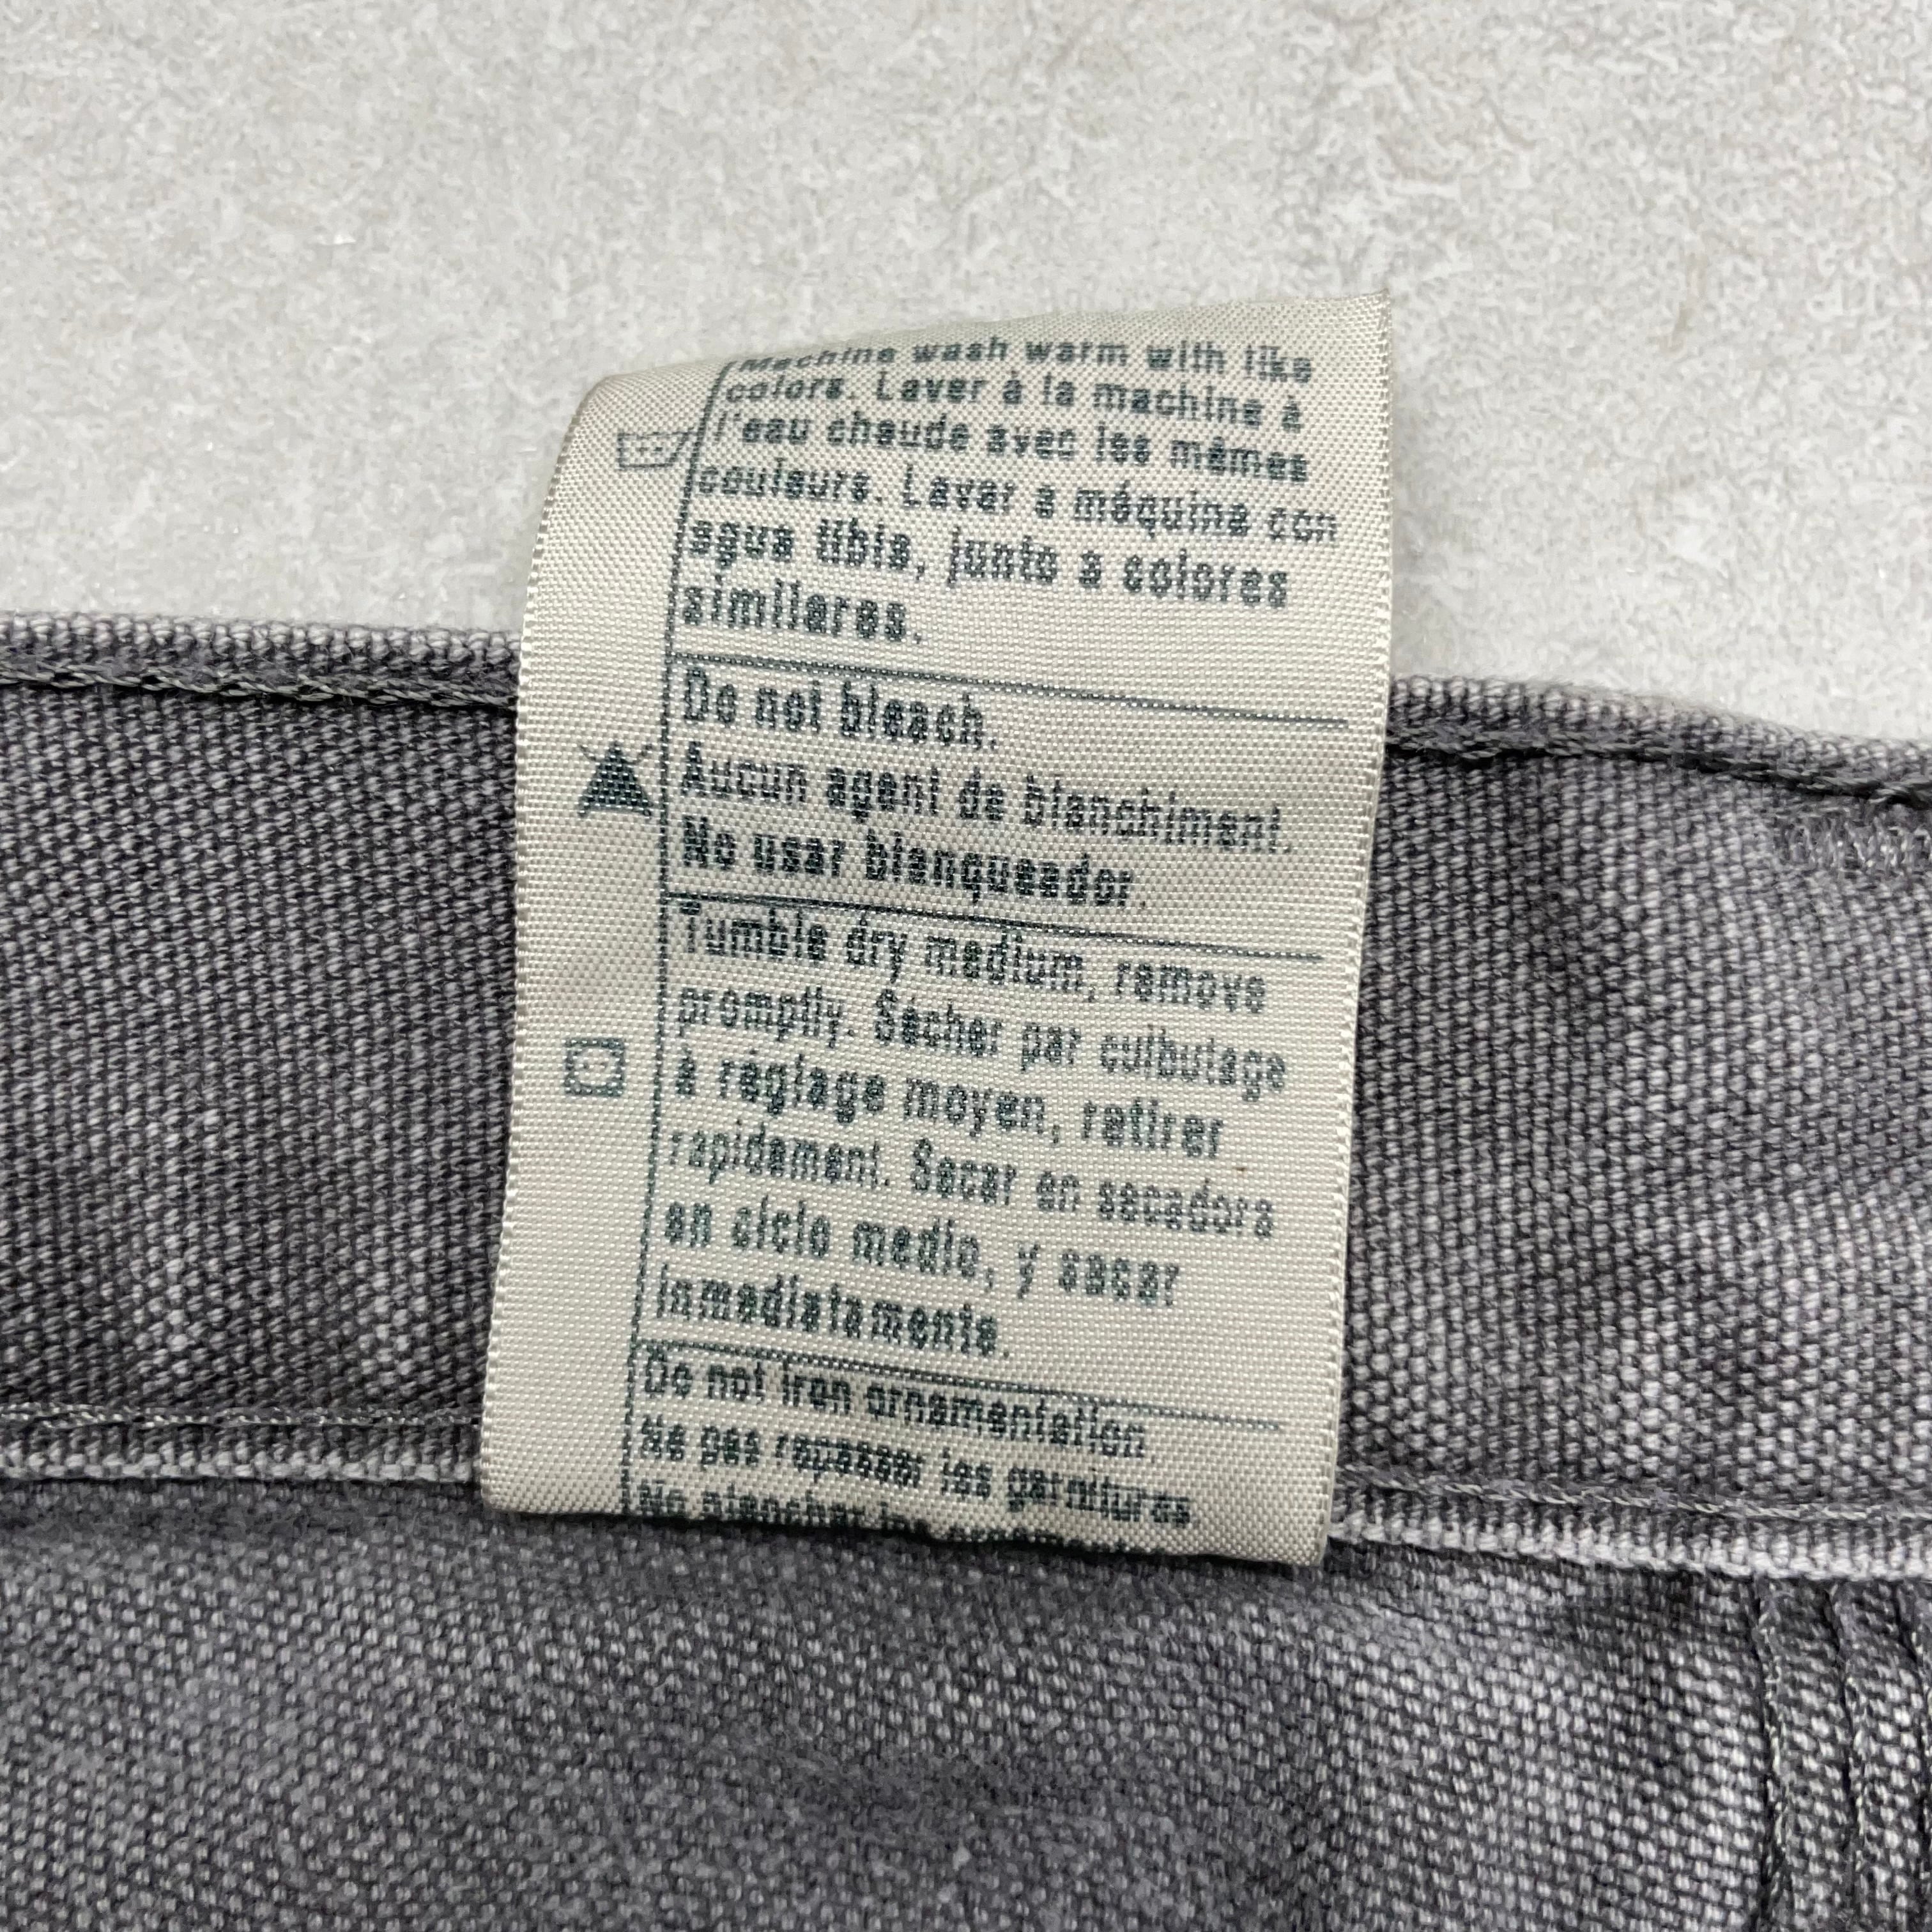 Machine wash warm with like
colors. Laver à la machine à
l'eau chaude avec les mêmes
couleurs. Lavar a máquina con
agua tibia, junto a colores
similares.
Do not bleach.
Aucun agent de blanchiment.
No usar blanqueador.
Tumble dry medium, remove
promptly. Sécher par culbutage
à réglage moyen, retirer
rapidement. Secar en secadora
en ciclo medio, y sacar
inmediatamente.
Do not iron ornamentation.
Ne pas repasser les garnitures
No planchar